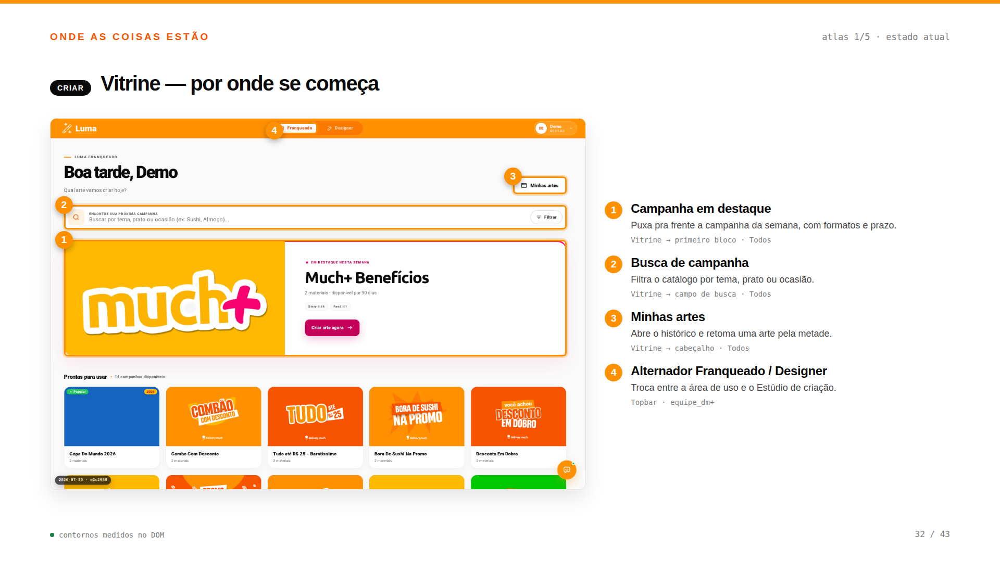 ONDE AS COISAS ESTÃO
atlas 1/5 · estado atual
CRIAR
Vitrine — por onde se começa
Luma
4
Franqueado
Designer
DE
Demo
GESTÃO
LUMA FRANQUEADO
Boa tarde, Demo
Qual arte vamos criar hoje?
3
Minhas artes
2
ENCONTRE SUA PRÓXIMA CAMPANHA
Buscar por tema, prato ou ocasião (ex: Sushi, Almoço)...
Filtrar
1
much+
EM DESTAQUE NESTA SEMANA
Much+ Benefícios
2 materiais · disponível por 90 dias
Story 9:16
Feed 1:1
Criar arte agora
Prontas para usar · 14 campanhas disponíveis
Popular
2026
COMBÃO
COM DESCONTO
delivery much
TUDO ATÉ
R$ 25
delivery much
BORA DE SUSHI
NA PROMO
delivery much
você achou
DESCONTO
EM DOBRO
delivery much
Copa Do Mundo 2026
2 materiais
Combo Com Desconto
2 materiais
Tudo até R$ 25 - Baratíssimo
2 materiais
Bora De Sushi Na Promo
2 materiais
Desconto Em Dobro
2 materiais
2026-07-30 · e2c2968
PROMO
1
Campanha em destaque
Puxa pra frente a campanha da semana, com formatos e prazo.
Vitrine → primeiro bloco · Todos
2
Busca de campanha
Filtra o catálogo por tema, prato ou ocasião.
Vitrine → campo de busca · Todos
3
Minhas artes
Abre o histórico e retoma uma arte pela metade.
Vitrine → cabeçalho · Todos
4
Alternador Franqueado / Designer
Troca entre a área de uso e o Estúdio de criação.
Topbar · equipe_dm+
contornos medidos no DOM
32 / 43